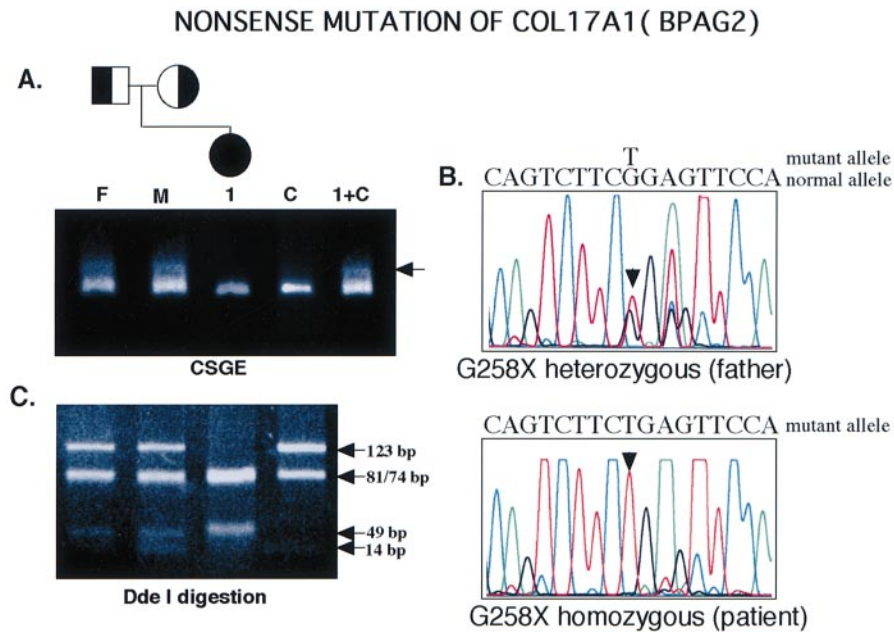 NONSENSE MUTATION OF COL17A1( BPAG2)
A.
F M 1 C 1+C
CSGE
B.
T mutant allele
CAGTCTTCGGAGTTCCA normal allele
G258X heterozygous (father)
C.
123 bp
81/74 bp
49 bp
14 bp
Dde I digestion
CAGTCTTCTGAGTTCCA mutant allele
G258X homozygous (patient)